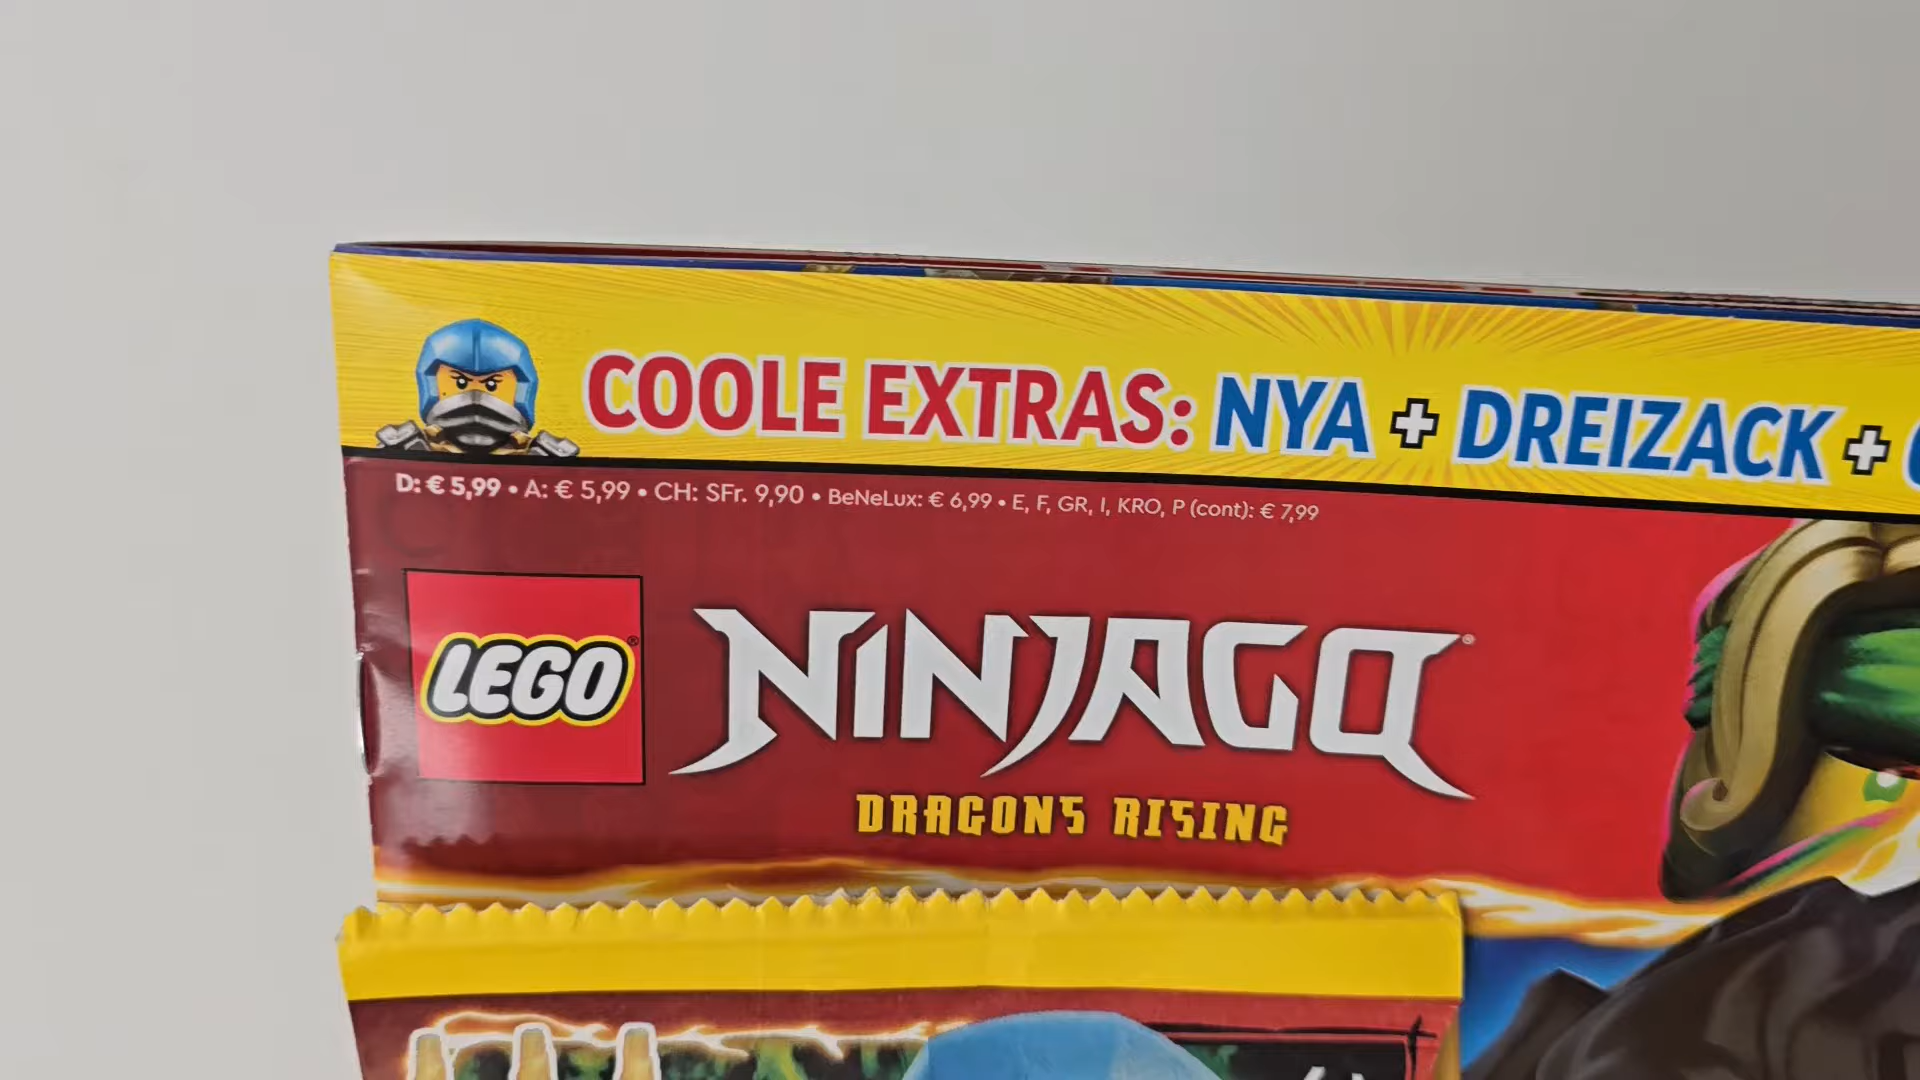 COOLE EXTRAS: NYA + DREIZACK +
D: € 5,99 • A: € 5,99 • CH: SFr. 9,90 • BeNeLux: € 6,99 • E, F, GR, I, KRO, P (cont): € 7,99
LEGO®
NINJAGO®
DRAGONS RISING